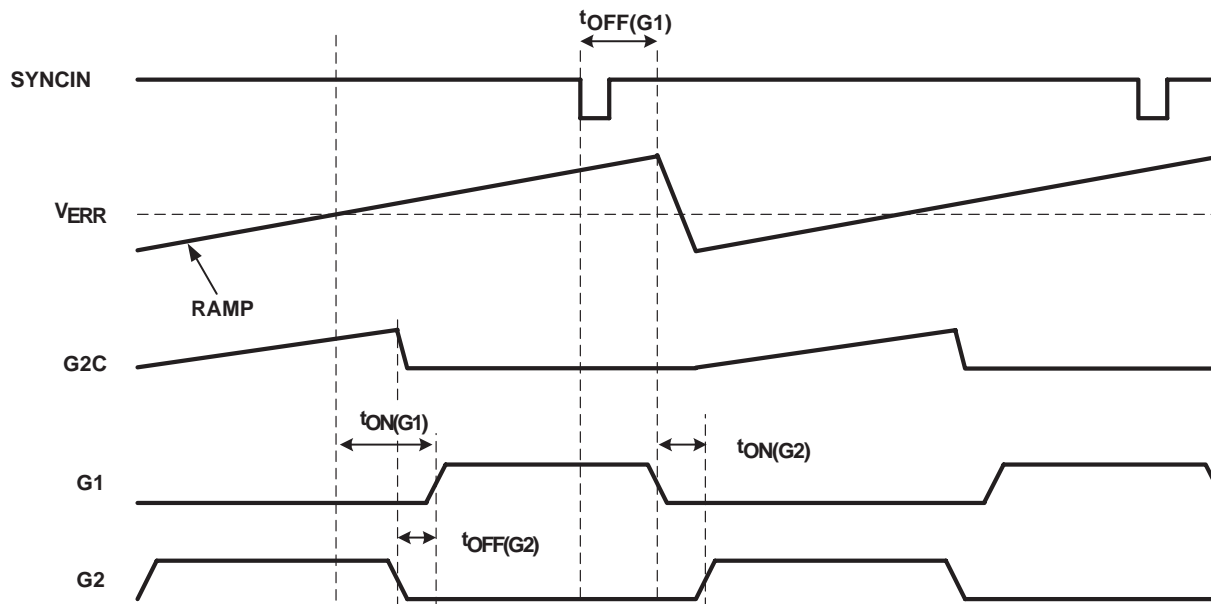 tOFF(G1)
SYNCIN
VERR
RAMP
G2C
tON(G1)
tON(G2)
G1
tOFF(G2)
G2